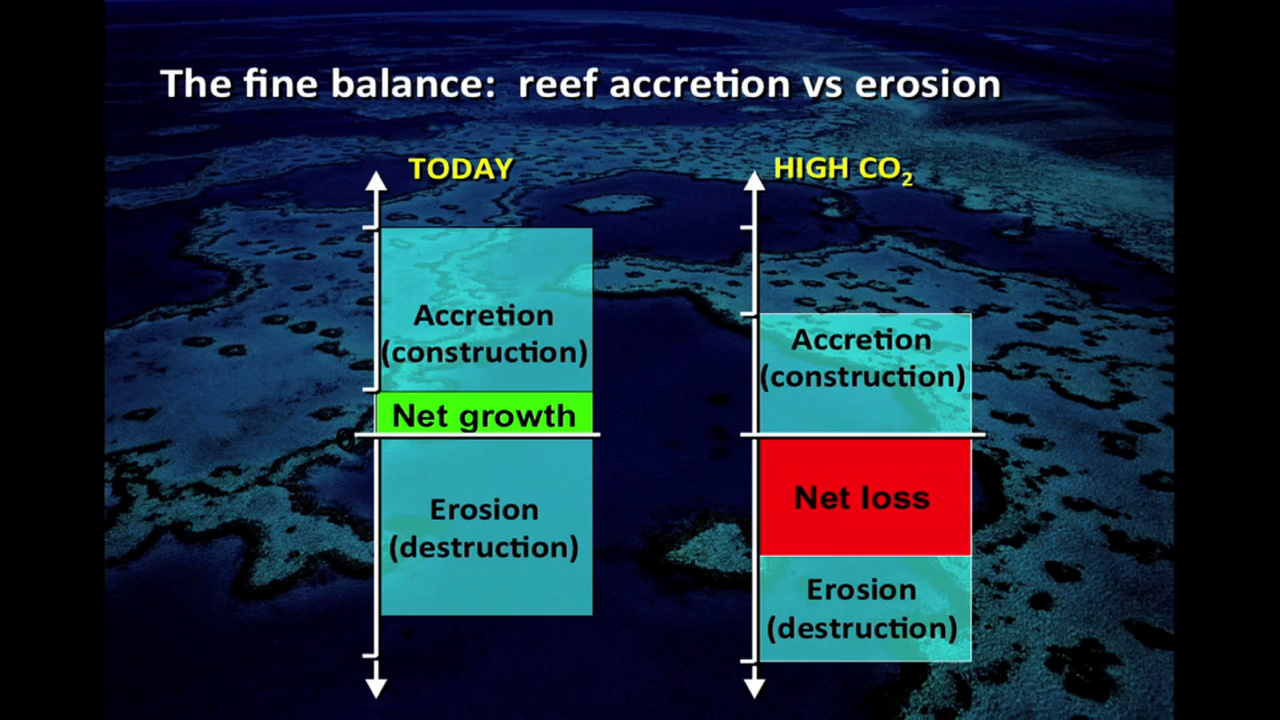 The fine balance: reef accretion vs erosion
TODAY
Accretion
(construction)
Net growth
Erosion
(destruction)
HIGH CO₂
Accretion
(construction)
Net loss
Erosion
(destruction)